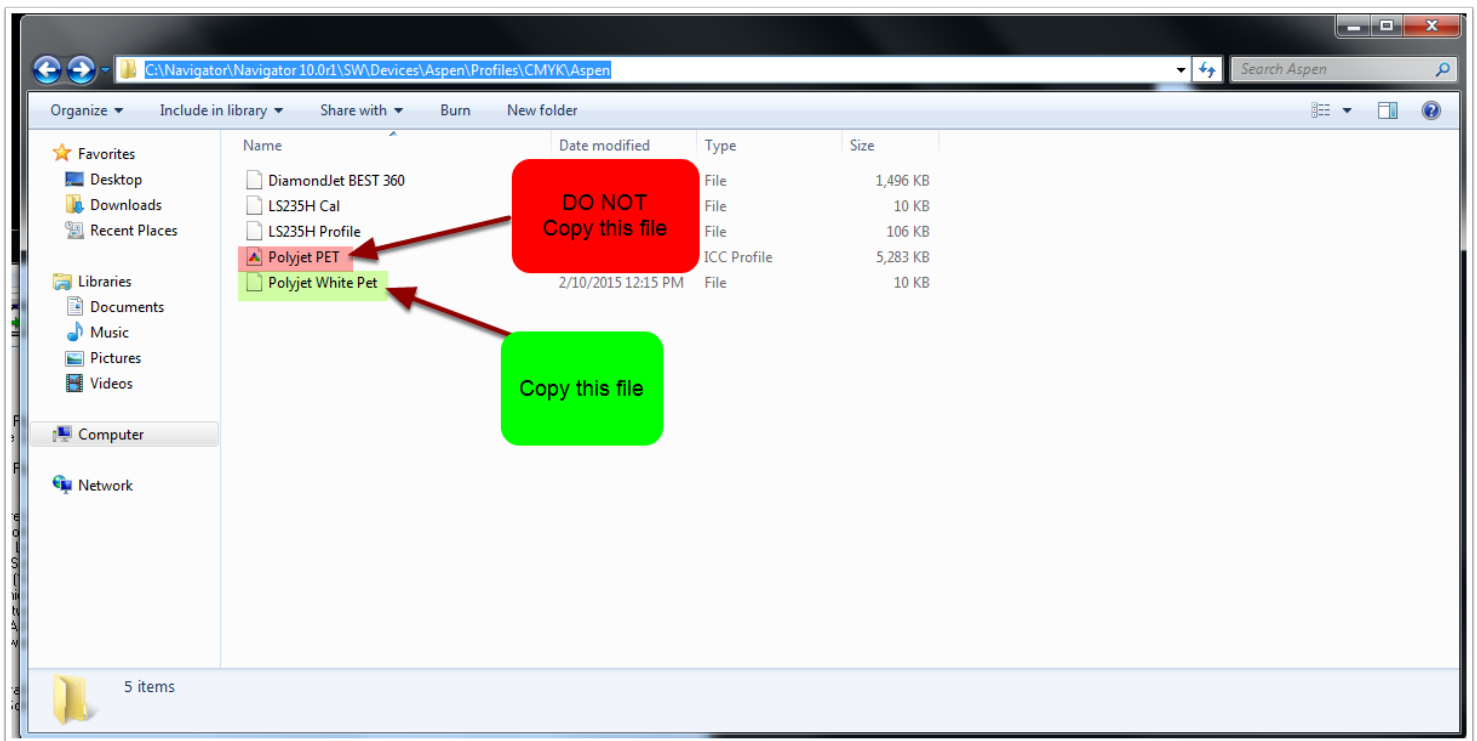 C:\Navigator\Navigator 10.0r1\SW\Devices\Aspen\Profiles\CMYK\Aspen
Search Aspen
Organize Include in library Share with Burn New folder
Name Date modified Type Size
Favorites
Desktop
Downloads
Recent Places
Libraries
Documents
Music
Pictures
Videos
Computer
Network
DiamondJet BEST 360 File 1,496 KB
LS235H Cal File 10 KB
LS235H Profile File 106 KB
Polyjet PET ICC Profile 5,283 KB
Polyjet White Pet 2/10/2015 12:15 PM File 10 KB
DO NOT
Copy this file
Copy this file
5 items